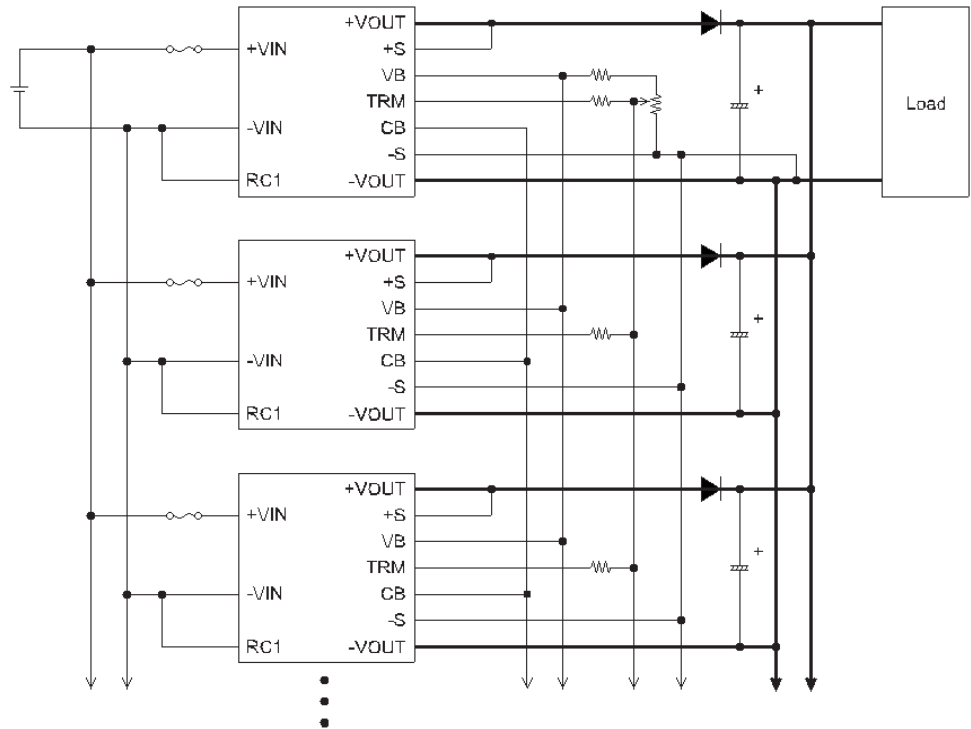 +VOUT
+VIN
+S
VB
TRM
CB
-VIN
-S
RC1
-VOUT
+
Load
+VOUT
+VIN
+S
VB
TRM
CB
-VIN
-S
RC1
-VOUT
+
+VOUT
+VIN
+S
VB
TRM
CB
-VIN
-S
RC1
-VOUT
+